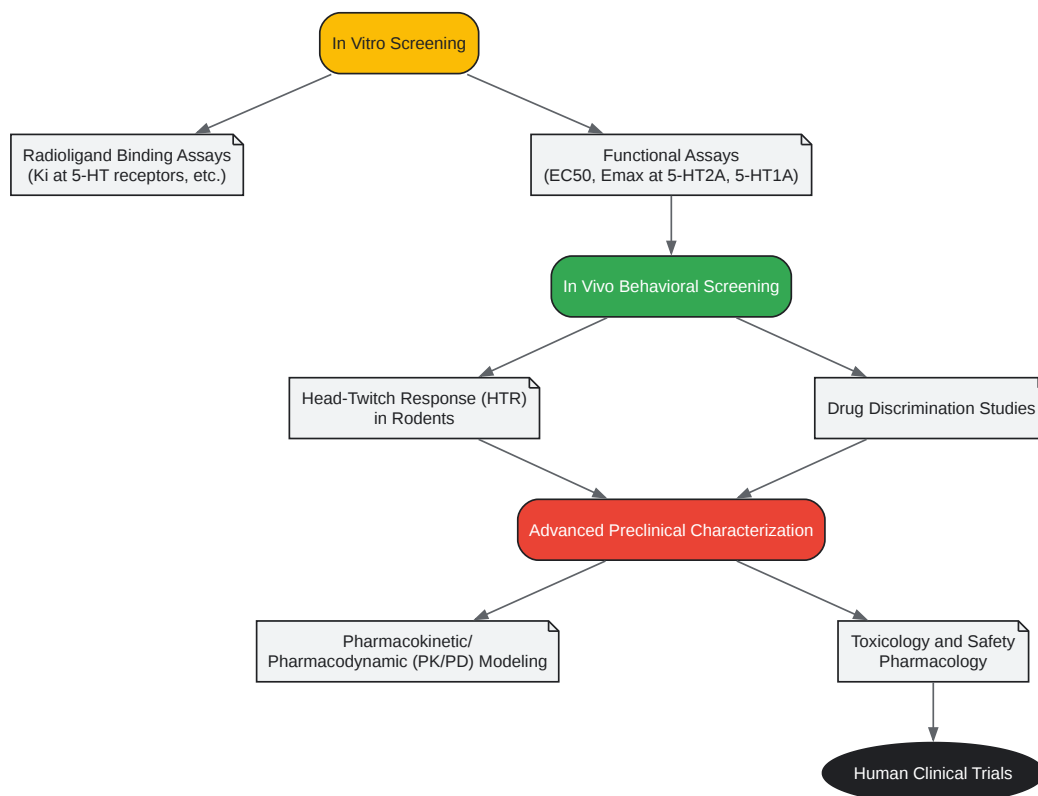 In Vitro Screening
Radioligand Binding Assays
(Ki at 5-HT receptors, etc.)
Functional Assays
(EC50, Emax at 5-HT2A, 5-HT1A)
In Vivo Behavioral Screening
Head-Twitch Response (HTR)
in Rodents
Drug Discrimination Studies
Advanced Preclinical Characterization
Pharmacokinetic/
Pharmacodynamic (PK/PD) Modeling
Toxicology and Safety
Pharmacology
Human Clinical Trials